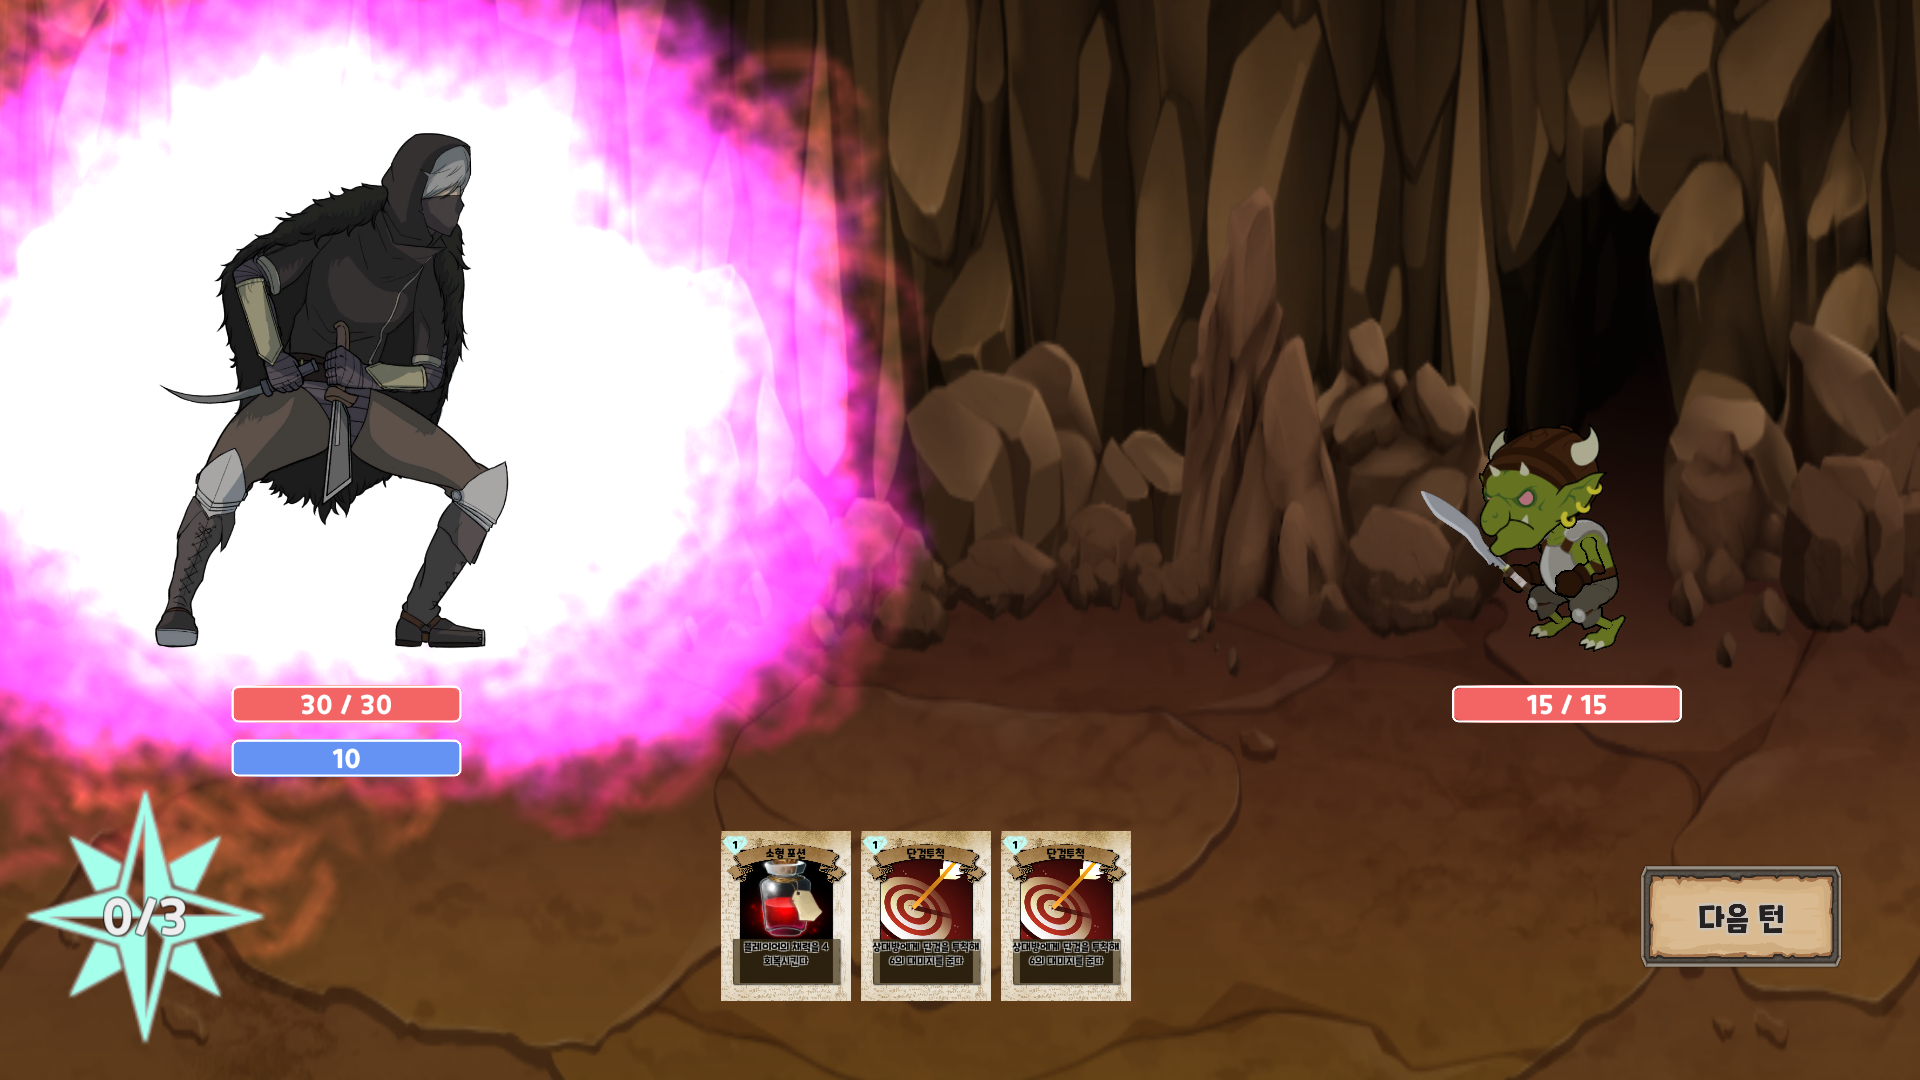 30 / 30
10
15 / 15
0/3
1
소형 포션
플레이어의 체력을 4
회복시킨다
1
단검투척
상대방에게 단검을 투척해
6의 대미지를 준다
1
단검투척
상대방에게 단검을 투척해
6의 대미지를 준다
다음 턴